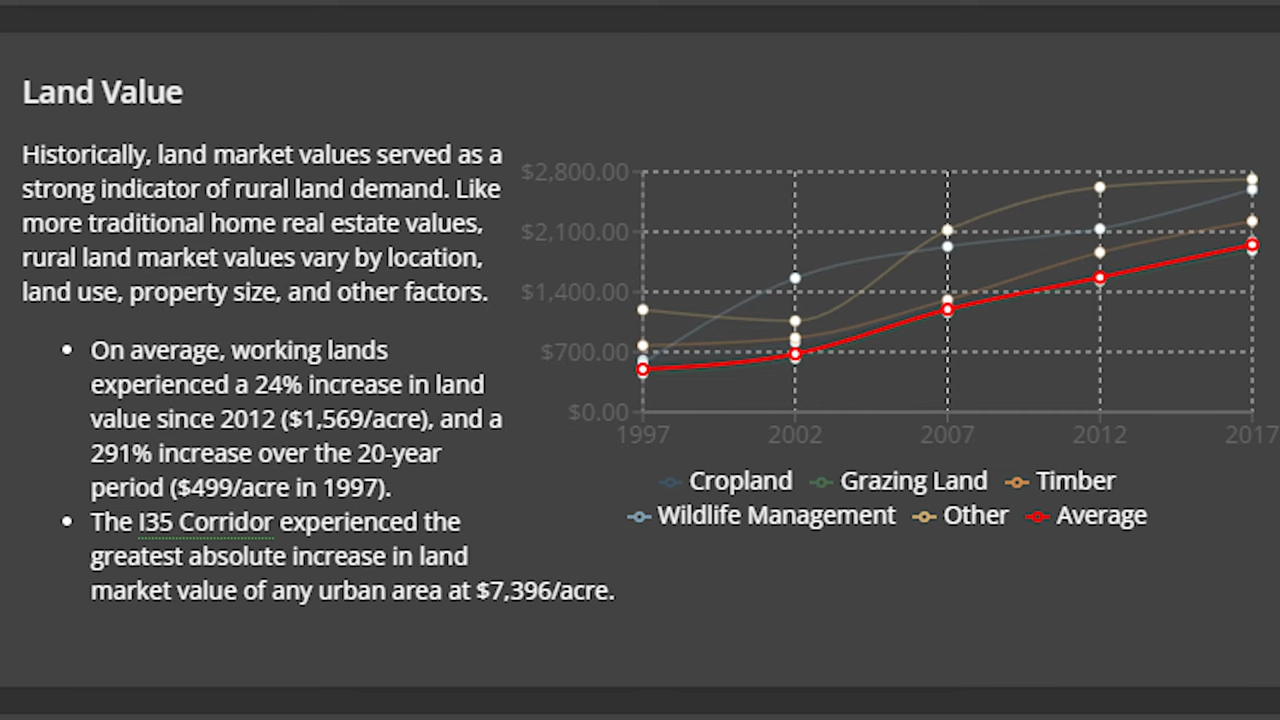 Land Value
Historically, land market values served as a
strong indicator of rural land demand. Like
more traditional home real estate values,
rural land market values vary by location,
land use, property size, and other factors.
On average, working lands
experienced a 24% increase in land
value since 2012 ($1,569/acre), and a
291% increase over the 20-year
period ($499/acre in 1997).
The I35 Corridor experienced the
greatest absolute increase in land
market value of any urban area at $7,396/acre.
$2,800.00
$2,100.00
$1,400.00
$700.00
$0.00
1997 2002 2007 2012 2017
Cropland Grazing Land Timber
Wildlife Management Other Average